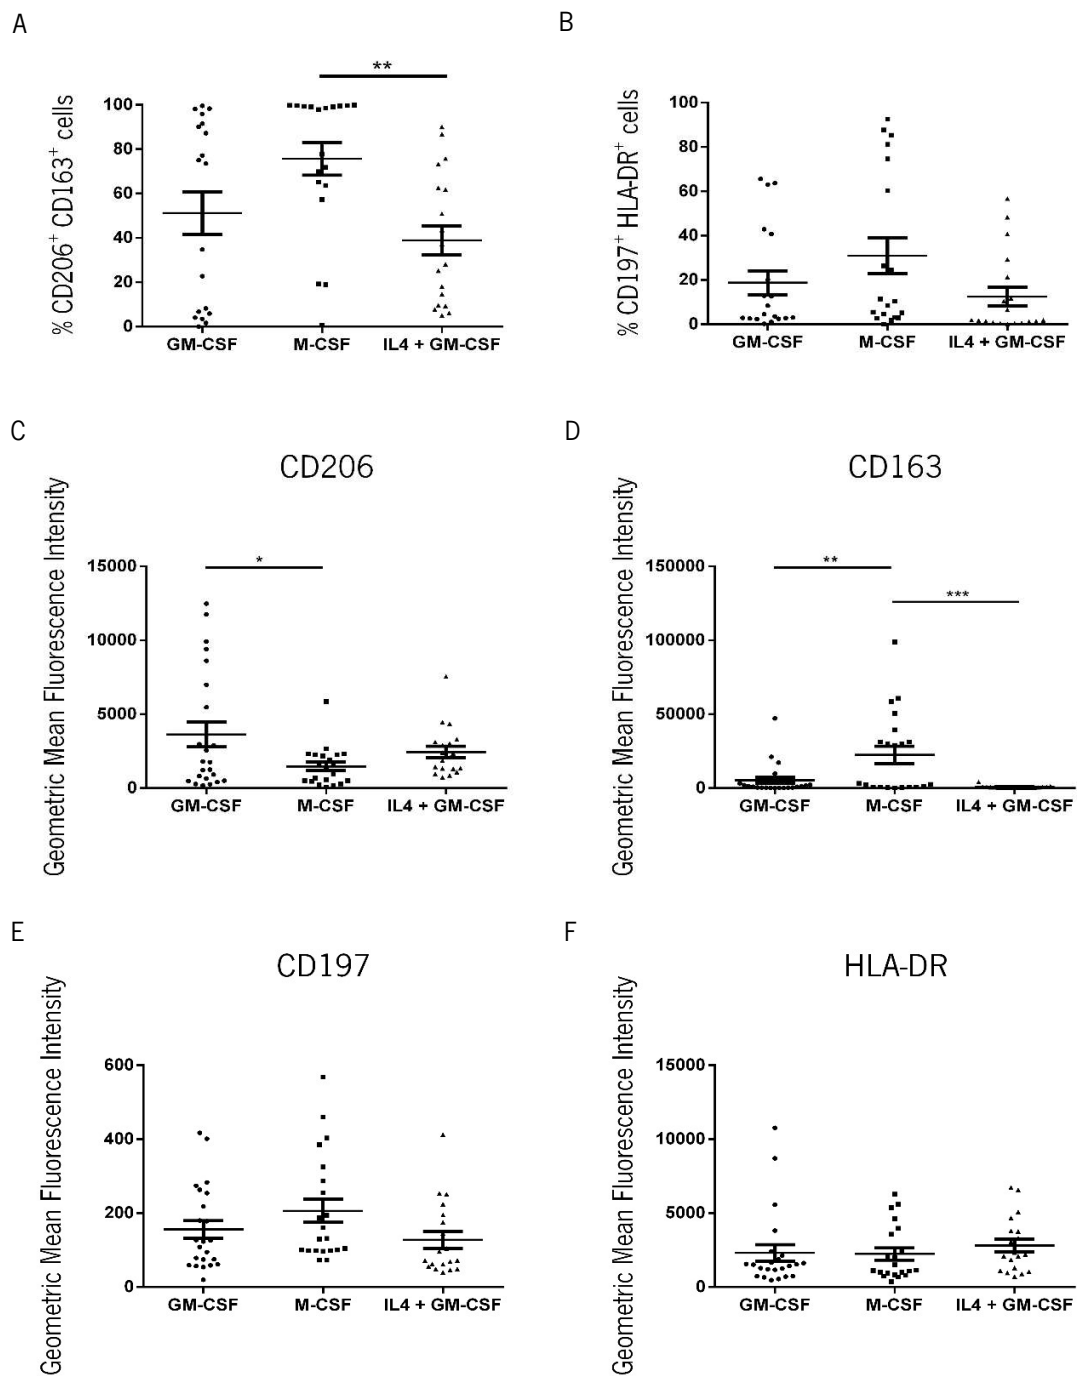 A
B
**
% CD206⁺ CD163⁺ cells
100
80
60
40
20
0
GM-CSF
M-CSF
IL4 + GM-CSF
% CD197⁺ HLA-DR⁺ cells
100
80
60
40
20
0
GM-CSF
M-CSF
IL4 + GM-CSF
C
D
CD206
Geometric Mean Fluorescence Intensity
15000
10000
5000
0
*
GM-CSF
M-CSF
IL4 + GM-CSF
CD163
Geometric Mean Fluorescence Intensity
150000
100000
50000
0
**
***
GM-CSF
M-CSF
IL4 + GM-CSF
E
F
CD197
Geometric Mean Fluorescence Intensity
600
400
200
0
GM-CSF
M-CSF
IL4 + GM-CSF
HLA-DR
Geometric Mean Fluorescence Intensity
15000
10000
5000
0
GM-CSF
M-CSF
IL4 + GM-CSF